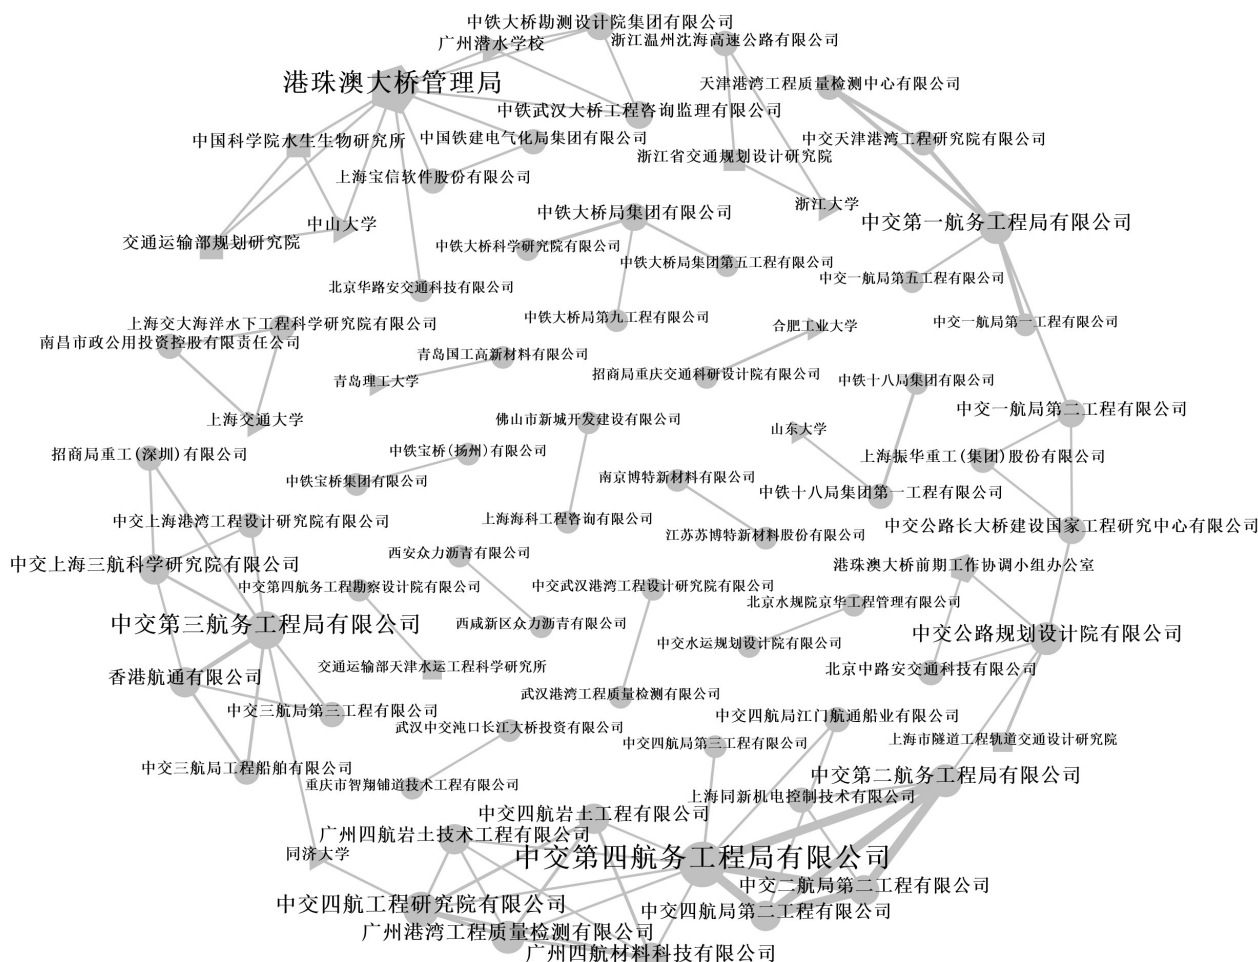 中铁大桥勘测设计院集团有限公司
浙江温州沈海高速公路有限公司
广州潜水学校
港珠澳大桥管理局
天津港湾工程质量检测中心有限公司
中铁武汉大桥工程咨询监理有限公司
中国科学院水生生物研究所
中国铁建电气化局集团有限公司
中交天津港湾工程研究院有限公司
浙江省交通规划设计研究院
上海宝信软件股份有限公司
浙江大学
中铁大桥局集团有限公司
中山大学
中交第一航务工程局有限公司
交通运输部规划研究院
中铁大桥科学研究院有限公司
中铁大桥局集团第五工程有限公司
中交一航局第五工程有限公司
北京华路安交通科技有限公司
上海交大海洋水下工程科学研究院有限公司
中铁大桥局第九工程有限公司
合肥工业大学
中交一航局第一工程有限公司
南昌市政公用投资控股有限责任公司
青岛国工高新材料有限公司
青岛理工大学
招商局重庆交通科研设计院有限公司
中铁十八局集团有限公司
上海交通大学
佛山市新城开发建设有限公司
中交一航局第二工程有限公司
山东大学
招商局重工(深圳)有限公司
中铁宝桥(扬州)有限公司
上海振华重工(集团)股份有限公司
中铁宝桥集团有限公司
南京博特新材料有限公司
中铁十八局集团第一工程有限公司
中交上海港湾工程设计研究院有限公司
上海海科工程咨询有限公司
江苏苏博特新材料股份有限公司
中交公路长大桥建设国家工程研究中心有限公司
西安众力沥青有限公司
中交上海三航科学研究院有限公司
港珠澳大桥前期工作协调小组办公室
中交第四航务工程勘察设计院有限公司
中交武汉港湾工程设计研究院有限公司
北京水规院京华工程管理有限公司
中交第三航务工程局有限公司
西咸新区众力沥青有限公司
中交水运规划设计院有限公司
中交公路规划设计院有限公司
交通运输部天津水运工程科学研究所
北京中路安交通科技有限公司
香港航通有限公司
武汉港湾工程质量检测有限公司
中交三航局第三工程有限公司
武汉中交沌口长江大桥投资有限公司
中交四航局江门航通船业有限公司
中交四航局第三工程有限公司
上海市隧道工程轨道交通设计研究院
中交三航局工程船舶有限公司
重庆市智翔铺道技术工程有限公司
中交第二航务工程局有限公司
上海同新机电控制技术有限公司
中交四航岩土工程有限公司
广州四航岩土技术工程有限公司
同济大学
中交第四航务工程局有限公司
中交二航局第二工程有限公司
中交四航工程研究院有限公司
中交四航局第二工程有限公司
广州港湾工程质量检测有限公司
广州四航材料科技有限公司